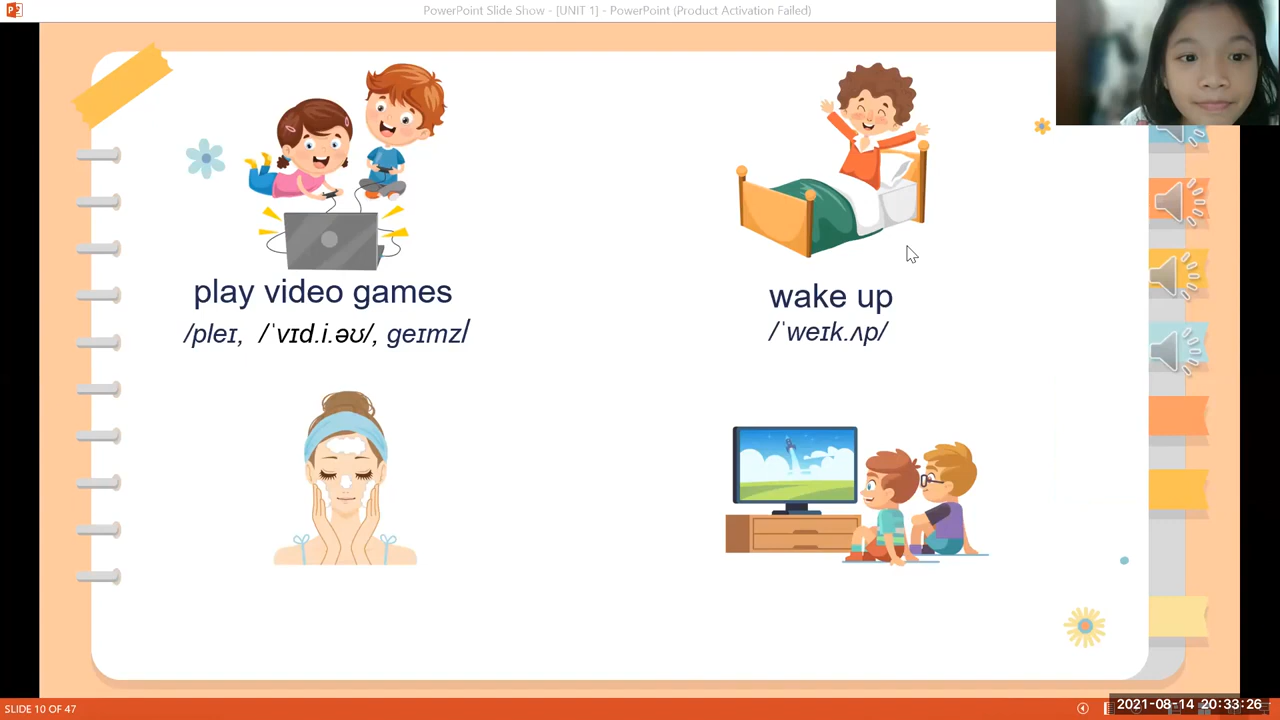 PowerPoint Slide Show - [UNIT 1] - PowerPoint (Product Activation Failed)
play video games
/pleɪ, /ˈvɪd.i.əʊ/, geɪmz/
wake up
/ˈweɪk.ʌp/
SLIDE 10 OF 47
2021-08-14 20:33:26